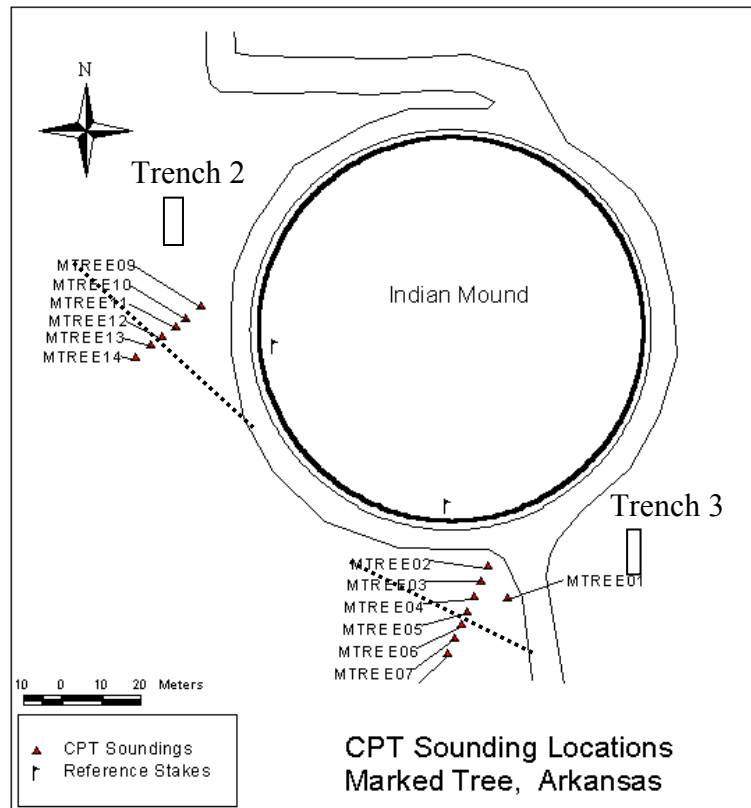 N
Trench 2
MTREE09
MTREE10
MTREE11
MTREE12
MTREE13
MTREE14
Indian Mound
Trench 3
MTREE02
MTREE01
MTREE03
MTREE04
MTREE05
MTREE06
MTREE07
10 0 10 20 Meters
CPT Soundings
Reference Stakes
CPT Sounding Locations
Marked Tree, Arkansas